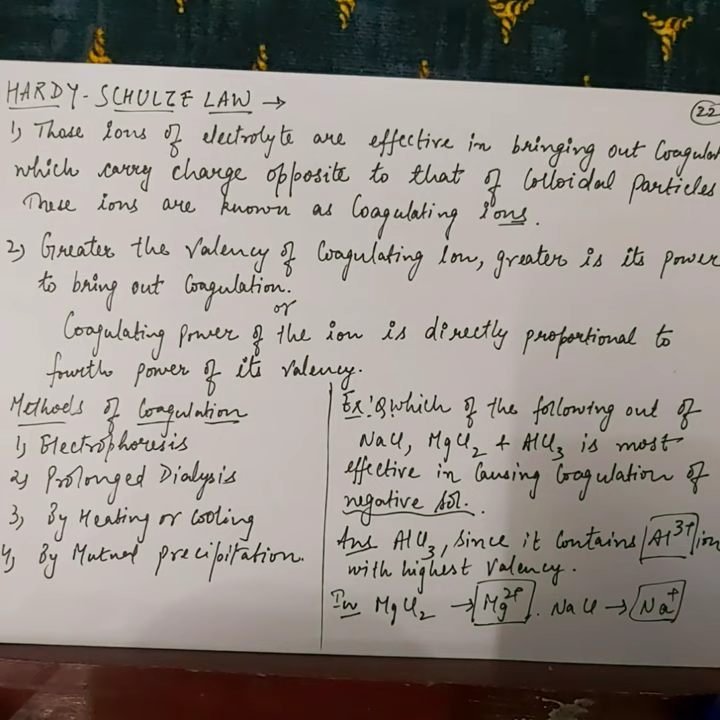 HARDY-SCHULZE LAW →
22
1) Those ions of electrolyte are effective in bringing out Coagulat
which carry charge opposite to that of Colloidal Particles
These ions are known as Coagulating ions.
2) Greater the valency of Coagulating Ion, greater is its power
to bring out Coagulation.
or
Coagulating power of the ion is directly proportional to
fourth power of its valency.
Methods of Coagulation
1) Electrophoresis
2) Prolonged Dialysis
3) By Heating or Cooling
4) By Mutual precipitation.
Ex:Q, Which of the following out of
NaCl, MgCl₂ + AlCl₃ is most
effective in Causing Coagulation of
negative sol.
Ans AlCl₃, Since it contains Al³⁺ ion
with highest valency.
In MgCl₂ → Mg²⁺. NaCl → Na⁺